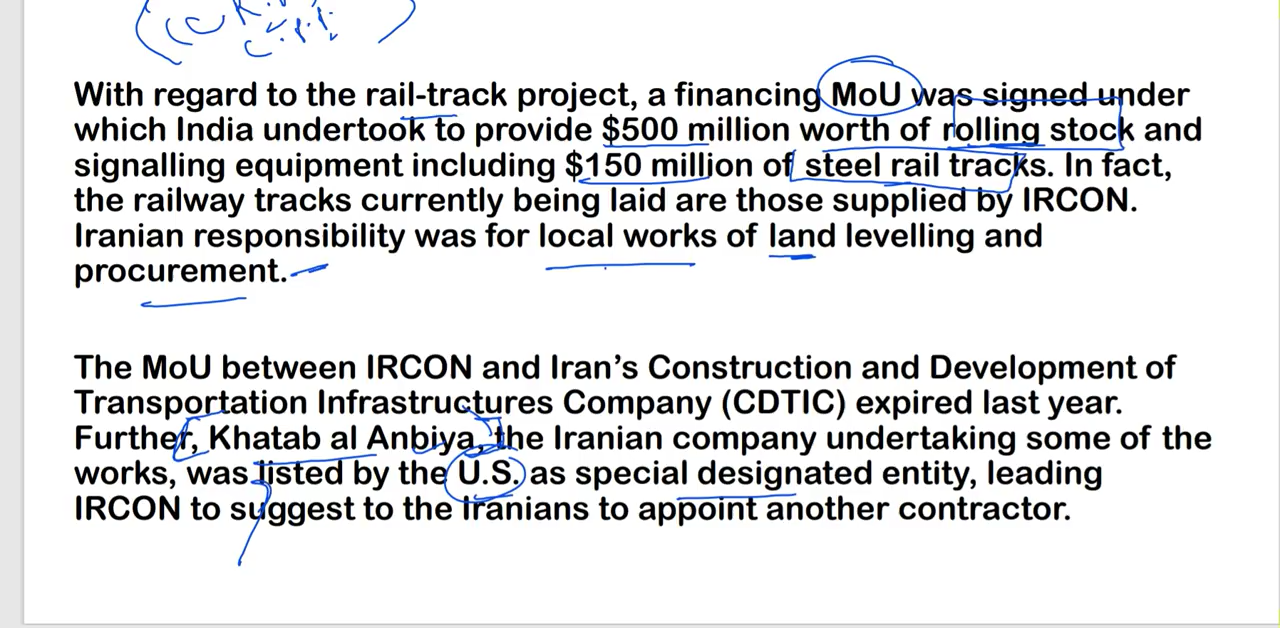 With regard to the rail-track project, a financing MoU was signed under
which India undertook to provide $500 million worth of rolling stock and
signalling equipment including $150 million of steel rail tracks. In fact,
the railway tracks currently being laid are those supplied by IRCON.
Iranian responsibility was for local works of land levelling and
procurement.
The MoU between IRCON and Iran’s Construction and Development of
Transportation Infrastructures Company (CDTIC) expired last year.
Further, Khatab al Anbiya, the Iranian company undertaking some of the
works, was listed by the U.S. as special designated entity, leading
IRCON to suggest to the Iranians to appoint another contractor.